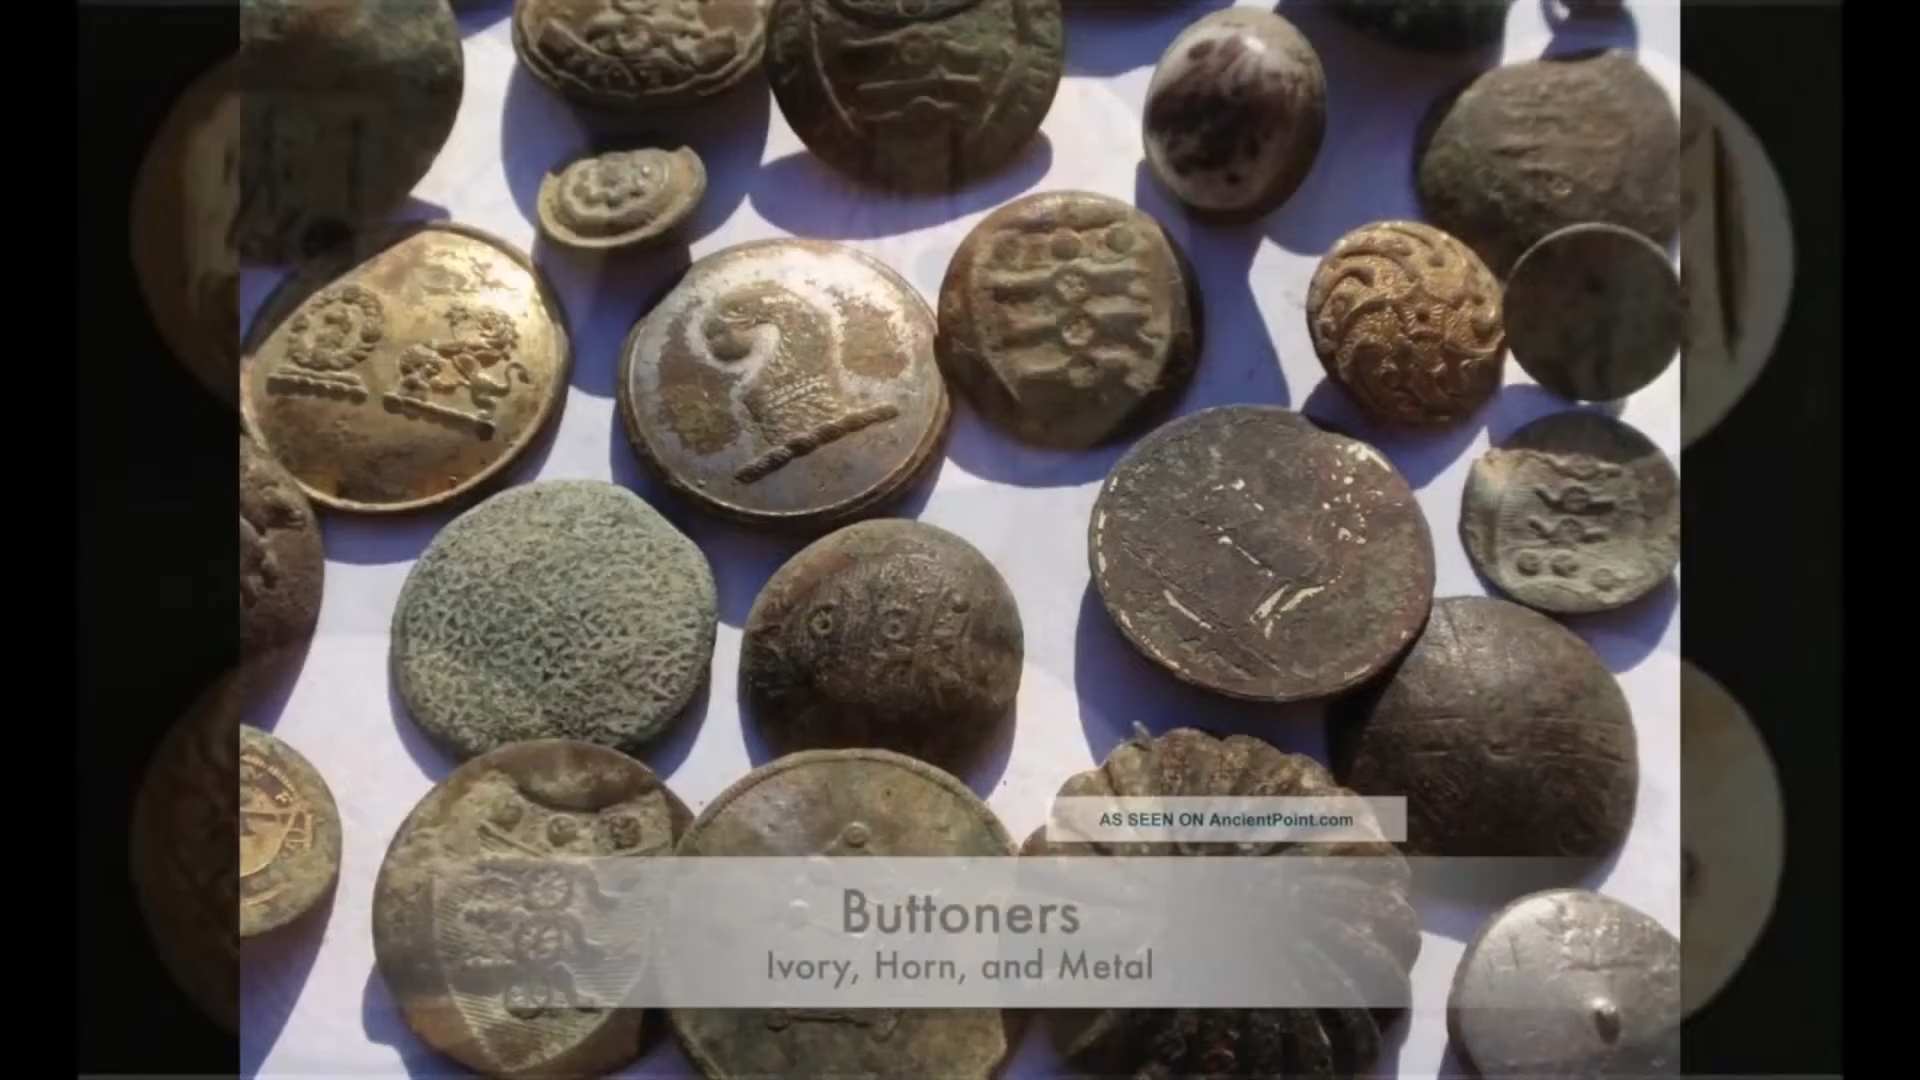 AS SEEN ON AncientPoint.com
Buttoners
Ivory, Horn, and Metal